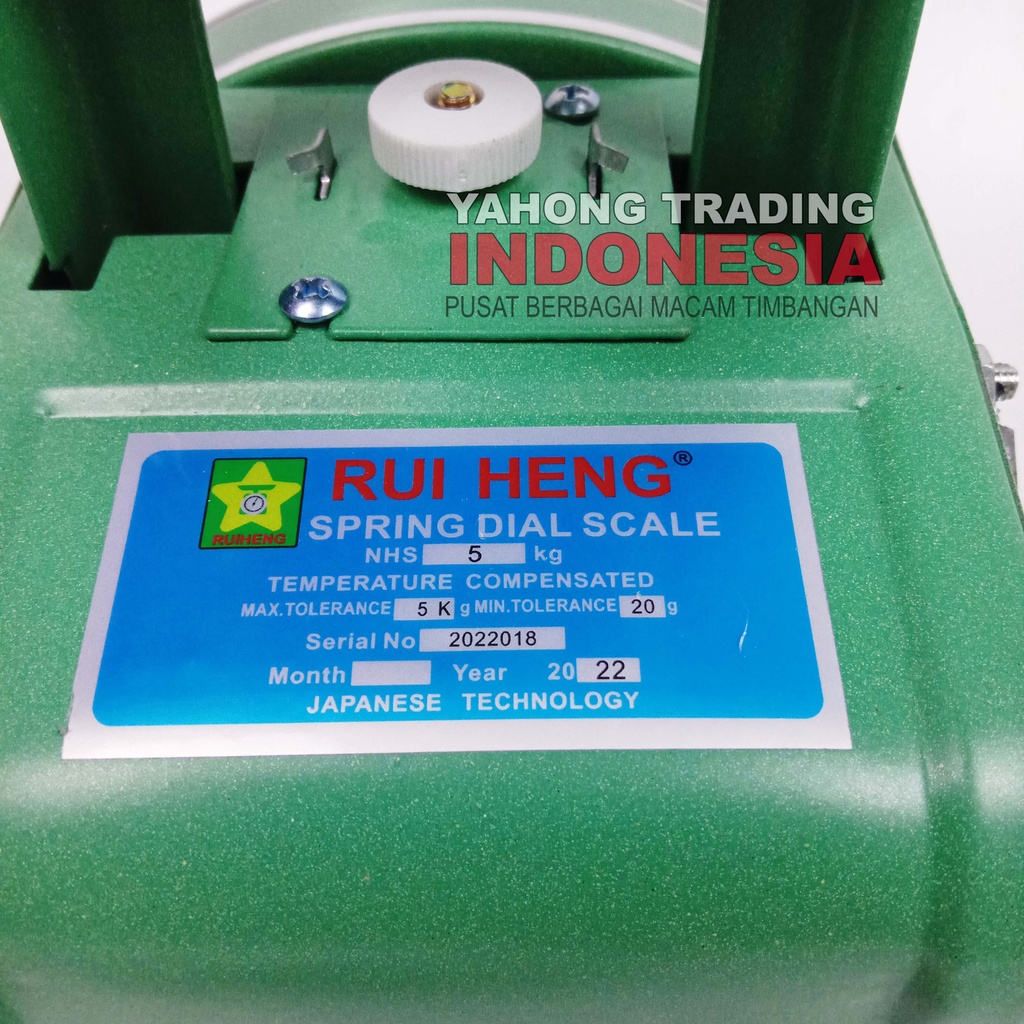 YAHONG TRADING
INDONESIA
PUSAT BERBAGAI MACAM TIMBANGAN
RUI HENG®
RUIHENG
SPRING DIAL SCALE
NHS 5 kg
TEMPERATURE COMPENSATED
MAX.TOLERANCE 5 K g MIN.TOLERANCE 20 g
Serial No 2022018
Month Year 20 22
JAPANESE TECHNOLOGY